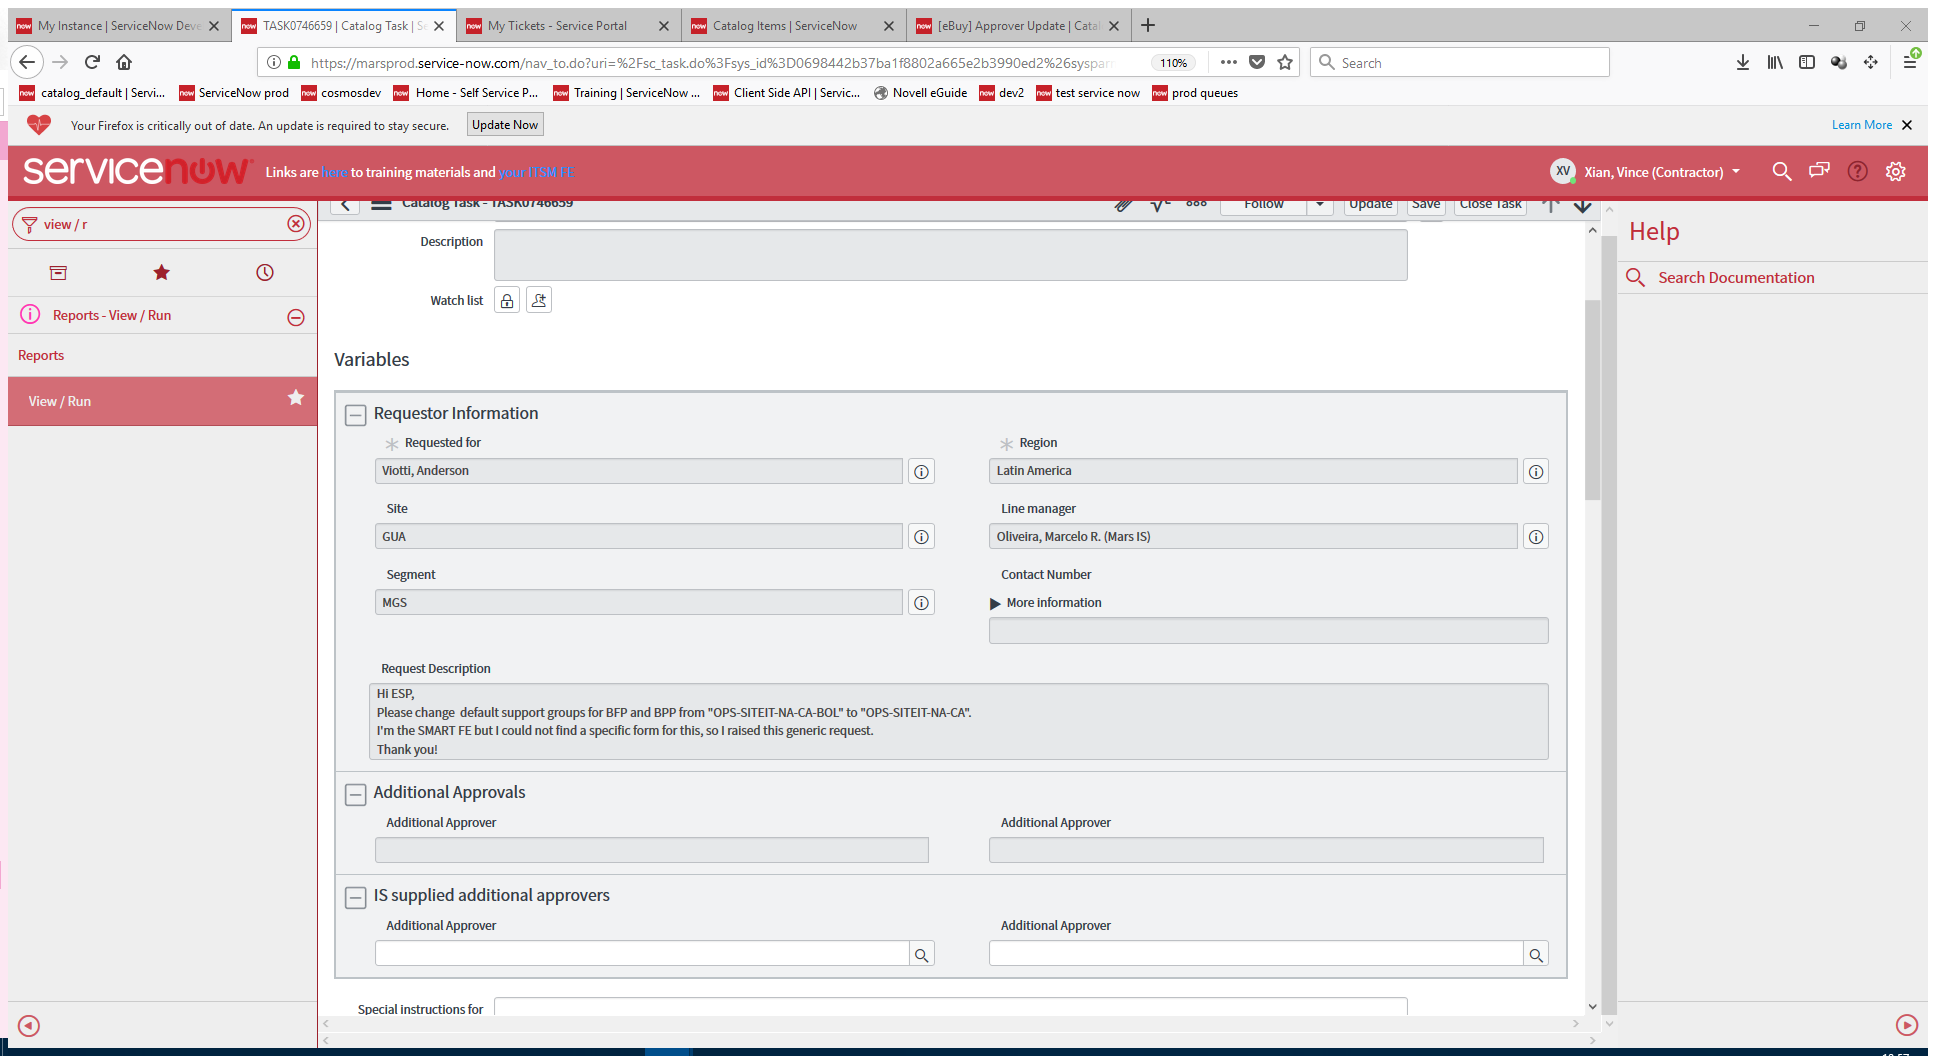 My Instance | ServiceNow Deve
TASK0746659 | Catalog Task | Se
My Tickets - Service Portal
Catalog Items | ServiceNow
[eBuy] Approver Update | Catal
https://marsprod.service-now.com/nav_to.do?uri=%2Fsc_task.do%3Fsys_id%3D0698442b37ba1f8802a665e2b3990ed2%26sysparm
110%
Search
catalog_default | Servi...
ServiceNow prod
cosmosdev
Home - Self Service P...
Training | ServiceNow ...
Client Side API | Servic...
Novell eGuide
dev2
test service now
prod queues
Your Firefox is critically out of date. An update is required to stay secure.
Update Now
Learn More
servicenow
Links are here to training materials and your ITSM FE
XV
Xian, Vince (Contractor)
view / r
Catalog Task - TASK0746659
Follow
Update
Save
Close Task
Help
Search Documentation
Reports - View / Run
Reports
View / Run
Description
Watch list
Variables
Requestor Information
Requested for
Region
Viotti, Anderson
Latin America
Site
Line manager
GUA
Oliveira, Marcelo R. (Mars IS)
Segment
Contact Number
MGS
More information
Request Description
Hi ESP,
Please change default support groups for BFP and BPP from "OPS-SITEIT-NA-CA-BOL" to "OPS-SITEIT-NA-CA".
I'm the SMART FE but I could not find a specific form for this, so I raised this generic request.
Thank you!
Additional Approvals
Additional Approver
Additional Approver
IS supplied additional approvers
Additional Approver
Additional Approver
Special instructions for